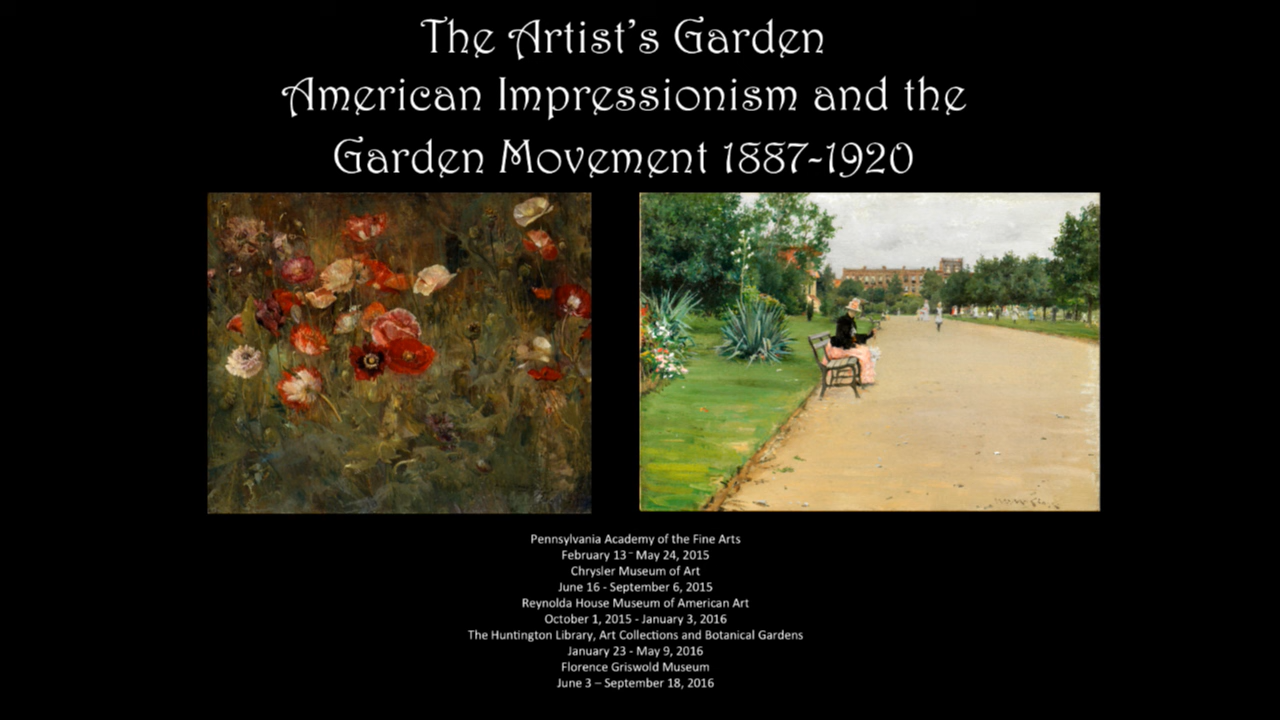 The Artist’s Garden
American Impressionism and the
Garden Movement 1887-1920
Pennsylvania Academy of the Fine Arts
February 13 - May 24, 2015
Chrysler Museum of Art
June 16 - September 6, 2015
Reynolda House Museum of American Art
October 1, 2015 - January 3, 2016
The Huntington Library, Art Collections and Botanical Gardens
January 23 - May 9, 2016
Florence Griswold Museum
June 3 – September 18, 2016